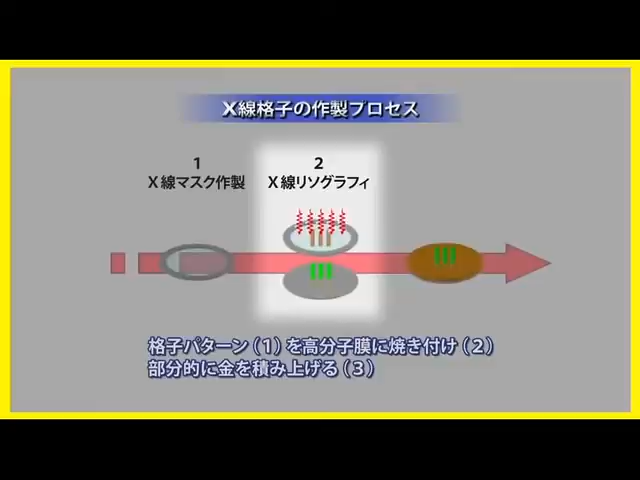 X線格子の作製プロセス
1
X線マスク作製
2
X線リソグラフィ
格子パターン(1)を高分子膜に焼き付け(2)
部分的に金を積み上げる(3)